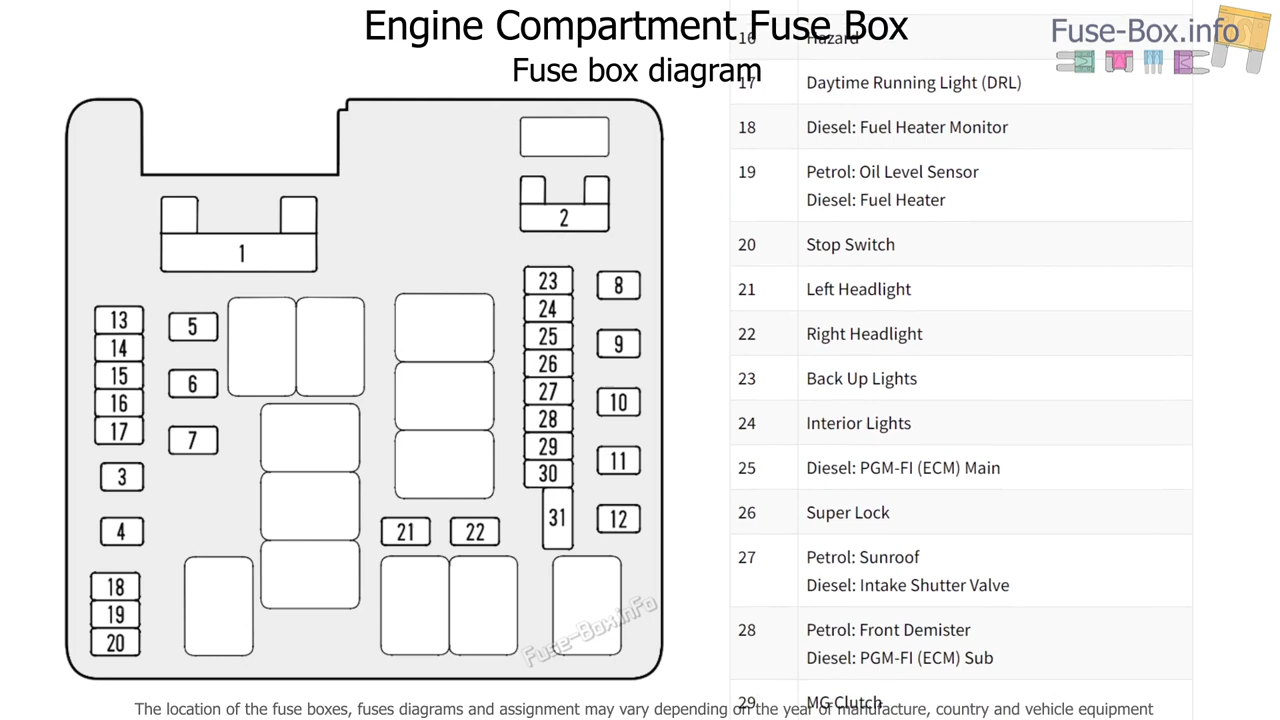 Engine Compartment Fuse Box
Fuse box diagram
Fuse-Box.info
1
2
23
8
24
13
5
25
9
14
26
15
6
27
10
16
28
17
7
29
11
3
30
31
12
4
21
22
18
19
20
Fuse-Box.info
16 Hazard
17 Daytime Running Light (DRL)
18 Diesel: Fuel Heater Monitor
19 Petrol: Oil Level Sensor
Diesel: Fuel Heater
20 Stop Switch
21 Left Headlight
22 Right Headlight
23 Back Up Lights
24 Interior Lights
25 Diesel: PGM-FI (ECM) Main
26 Super Lock
27 Petrol: Sunroof
Diesel: Intake Shutter Valve
28 Petrol: Front Demister
Diesel: PGM-FI (ECM) Sub
29 MG Clutch
The location of the fuse boxes, fuses diagrams and assignment may vary depending on the year of manufacture, country and vehicle equipment